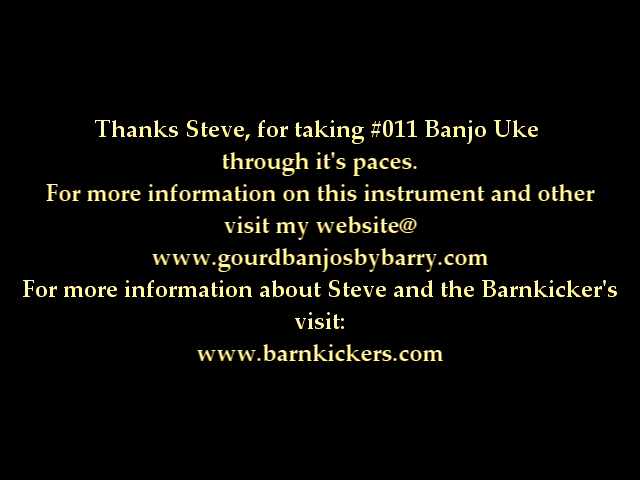 Thanks Steve, for taking #011 Banjo Uke
through it's paces.
For more information on this instrument and other
visit my website@
www.gourdbanjosbybarry.com
For more information about Steve and the Barnkicker's
visit:
www.barnkickers.com